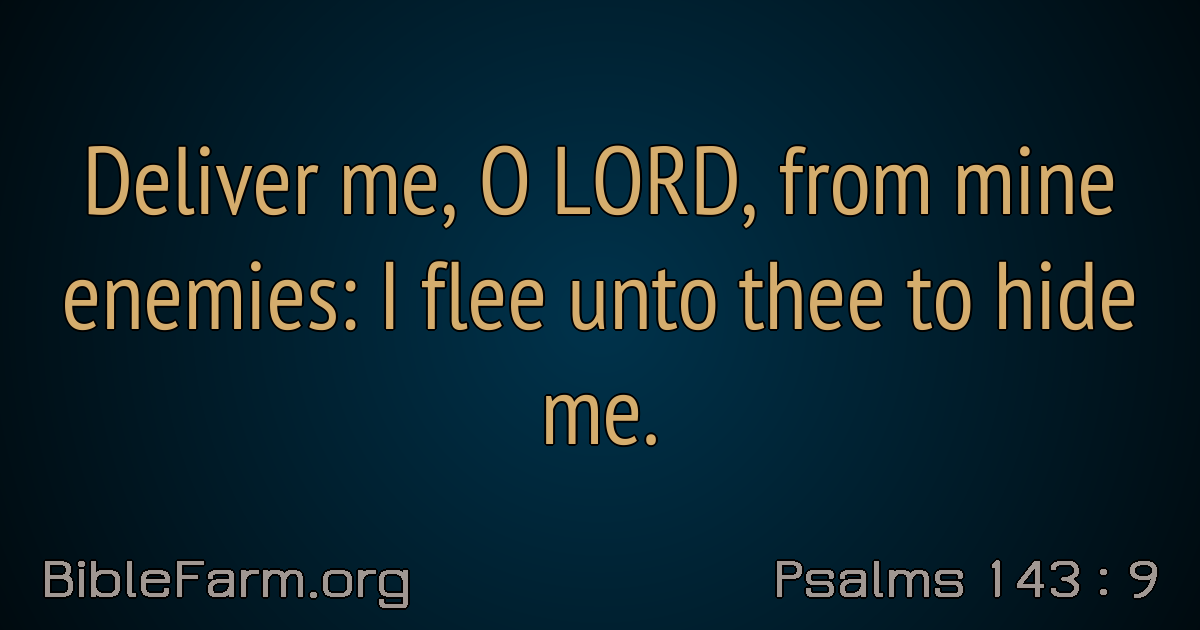 Deliver me, O LORD, from mine
enemies: I flee unto thee to hide
me.
BibleFarm.org
Psalms 143 : 9